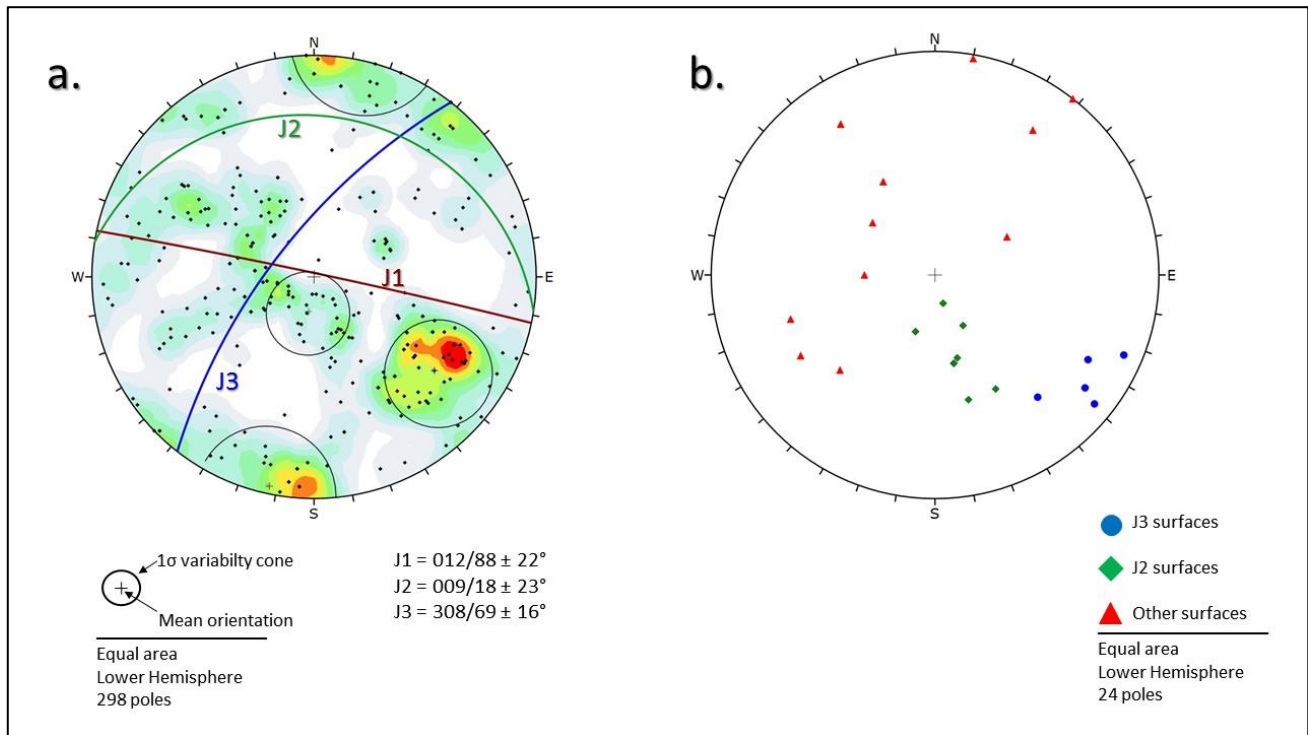 a.
N
J2
W
J1
E
J3
S
1σ variabilty cone
Mean orientation
Equal area
Lower Hemisphere
298 poles
J1 = 012/88 ± 22°
J2 = 009/18 ± 23°
J3 = 308/69 ± 16°
b.
N
W
E
S
J3 surfaces
J2 surfaces
Other surfaces
Equal area
Lower Hemisphere
24 poles